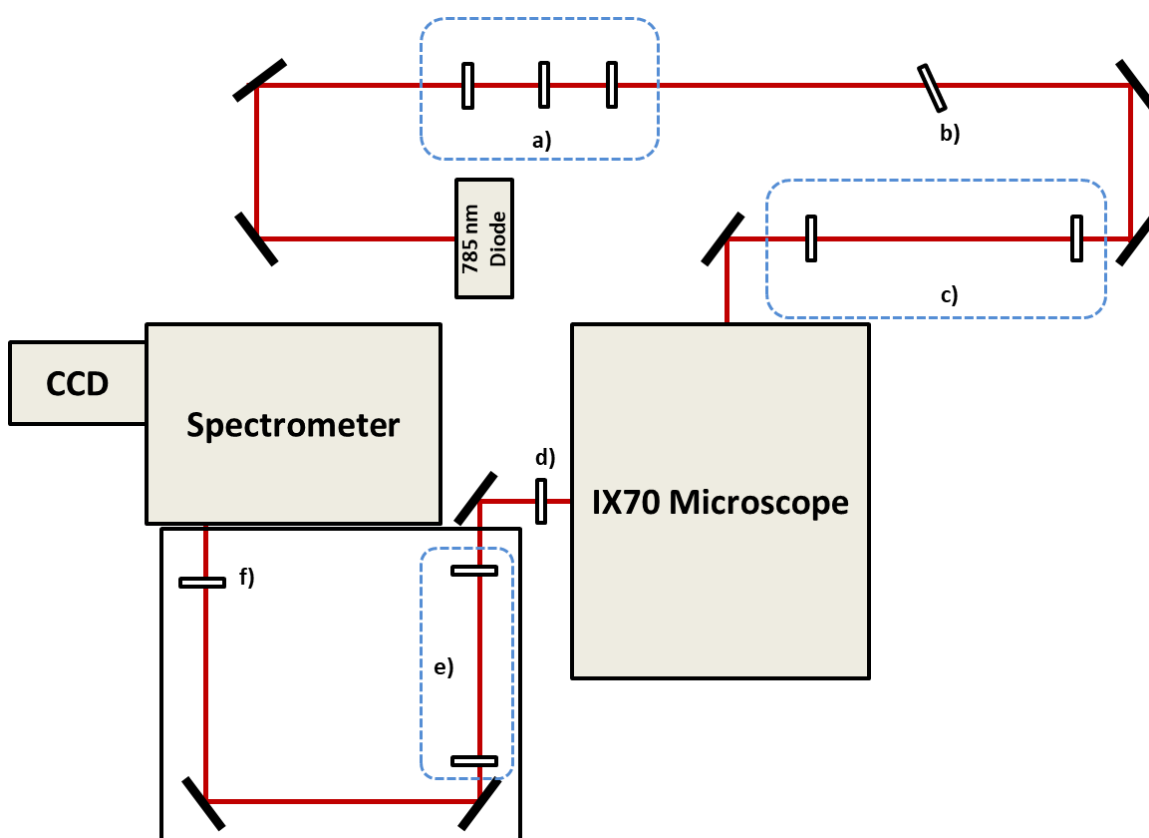 a)
b)
785 nm
Diode
c)
CCD
Spectrometer
d)
IX70 Microscope
f)
e)